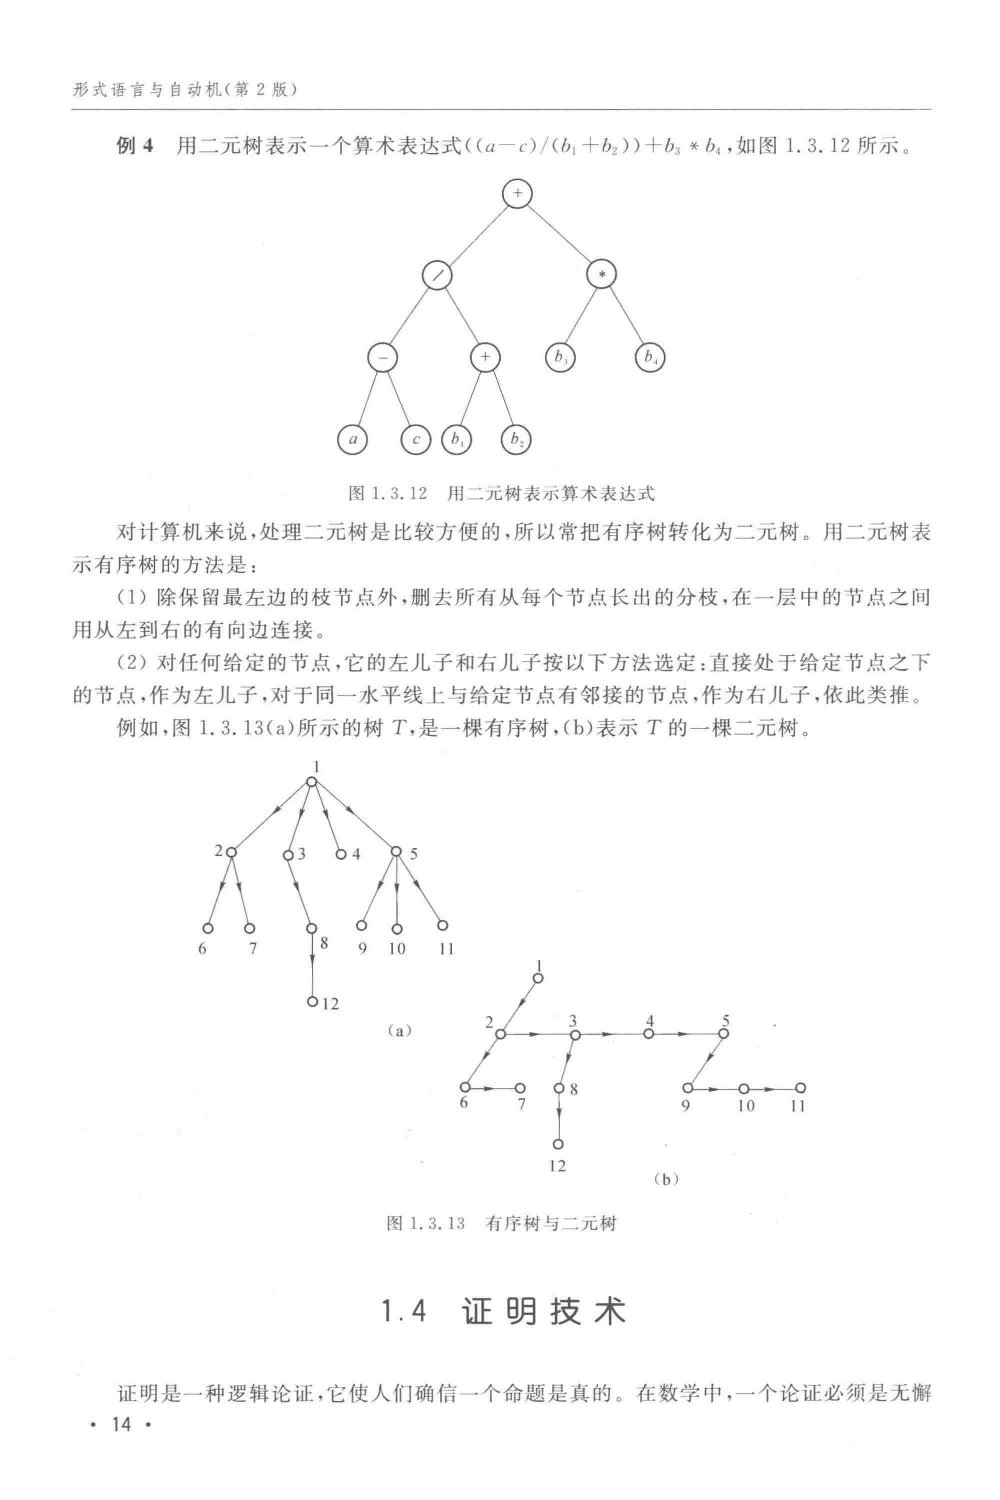 形式语言与自动机(第2版)
例4 用二元树表示一个算术表达式((a-c)/(b₁+b₂))+b₃*b₄,如图1.3.12所示。
+
/ *
- + b₃ b₄
a c b₁ b₂
图1.3.12 用二元树表示算术表达式
对计算机来说,处理二元树是比较方便的,所以常把有序树转化为二元树。用二元树表
示有序树的方法是:
(1) 除保留最左边的枝节点外,删去所有从每个节点长出的分枝,在一层中的节点之间
用从左到右的有向边连接。
(2) 对任何给定的节点,它的左儿子和右儿子按以下方法选定:直接处于给定节点之下
的节点,作为左儿子,对于同一水平线上与给定节点有邻接的节点,作为右儿子,依此类推。
例如,图1.3.13(a)所示的树T,是一棵有序树,(b)表示T的一棵二元树。
1
2 3 4 5
6 7 8 9 10 11
12
(a)
1
2 3 4 5
6 7 8 9 10 11
12
(b)
图1.3.13 有序树与二元树
1.4 证明技术
证明是一种逻辑论证,它使人们确信一个命题是真的。在数学中,一个论证必须是无懈
· 14 ·